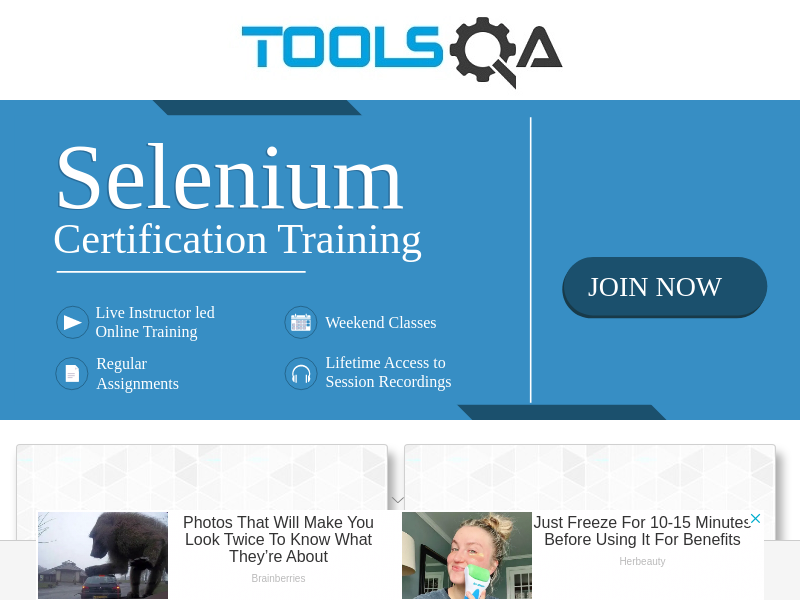 TOOLSQA
Selenium
Certification Training
JOIN NOW
Live Instructor led
Online Training
Weekend Classes
Regular
Assignments
Lifetime Access to
Session Recordings
Photos That Will Make You
Look Twice To Know What
They're About
Brainberries
Just Freeze For 10-15 Minutes
Before Using It For Benefits
Herbeauty